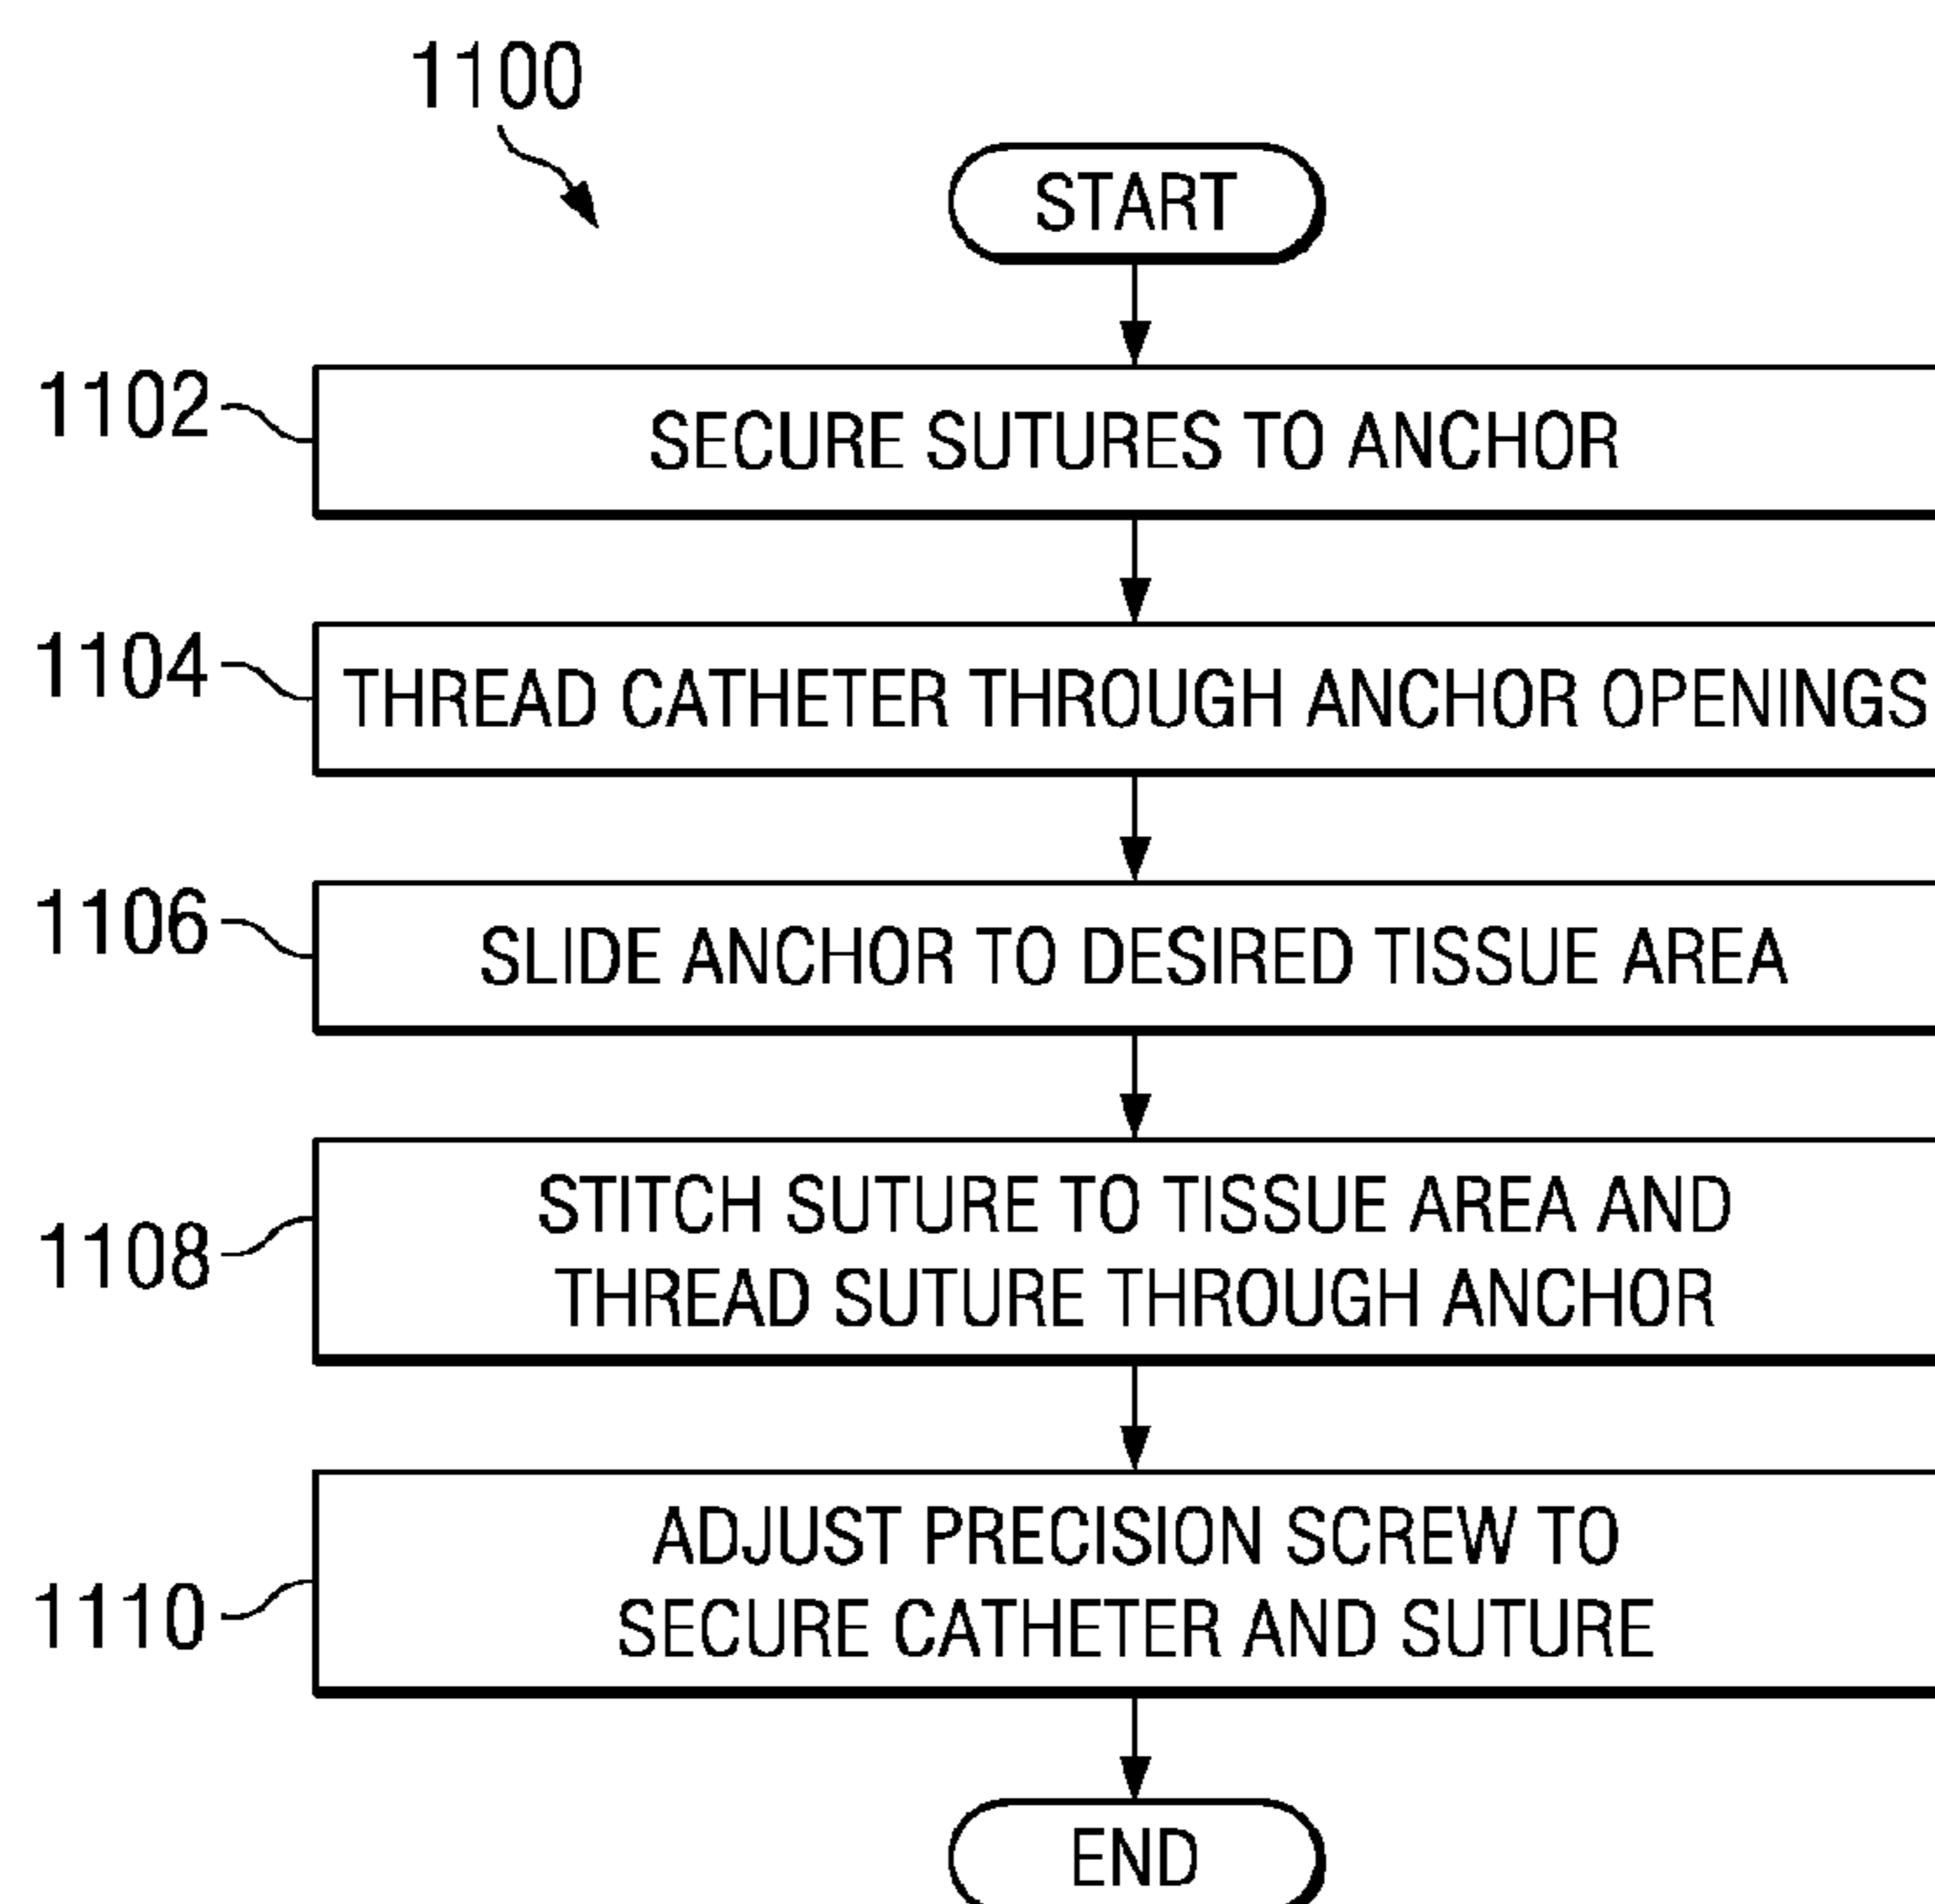 1100
START
1102
SECURE SUTURES TO ANCHOR
1104
THREAD CATHETER THROUGH ANCHOR OPENINGS
1106
SLIDE ANCHOR TO DESIRED TISSUE AREA
1108
STITCH SUTURE TO TISSUE AREA AND
THREAD SUTURE THROUGH ANCHOR
1110
ADJUST PRECISION SCREW TO
SECURE CATHETER AND SUTURE
END